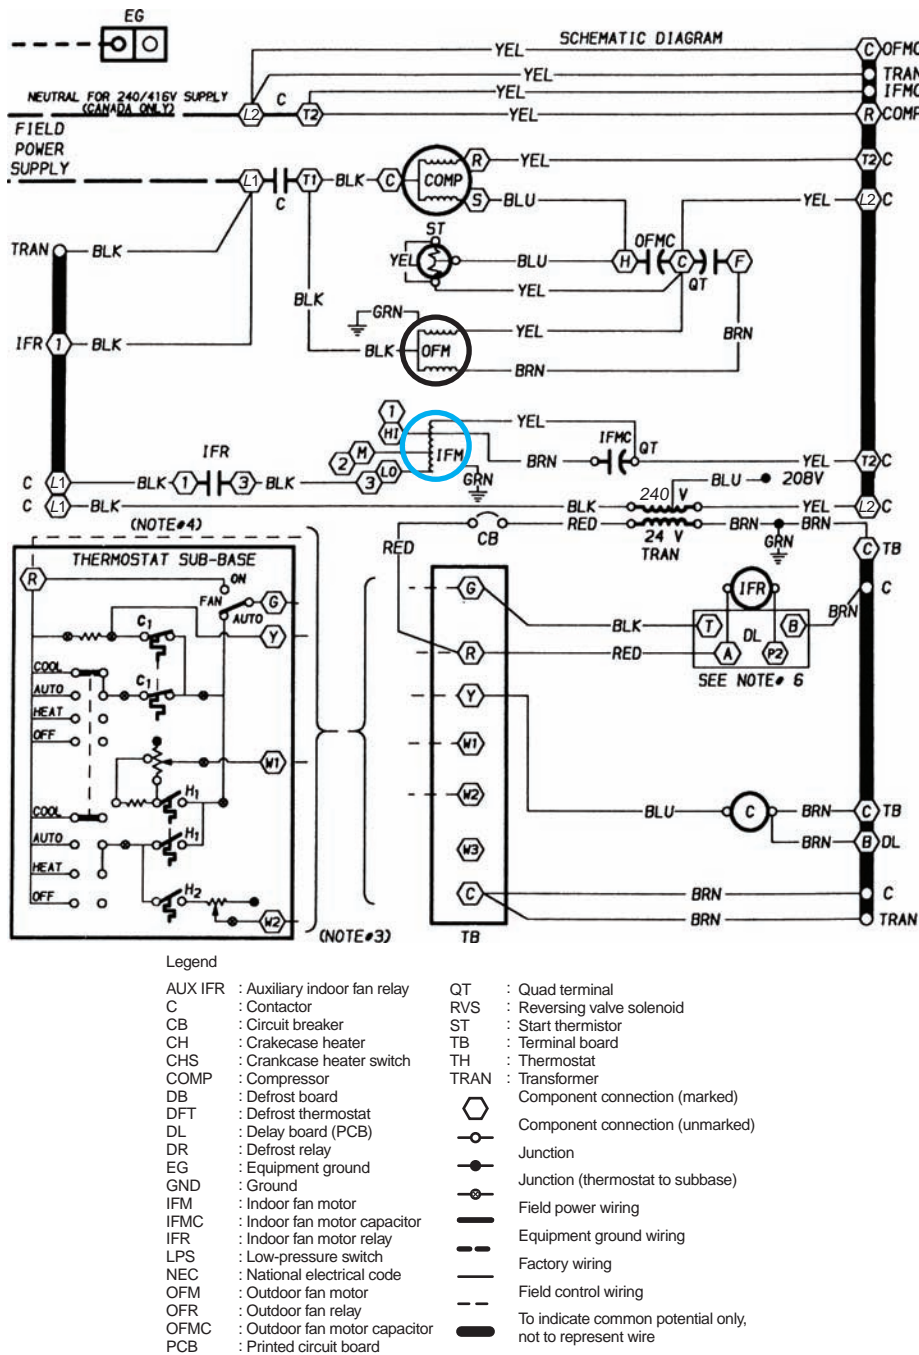 EG
SCHEMATIC DIAGRAM
YEL
C OFMC
YEL
TRAN
YEL
IFMC
NEUTRAL FOR 240/416V SUPPLY
(CANADA ONLY)
L2 C T2
YEL
R COMP
FIELD
POWER
SUPPLY
L1 C T1
BLK
C COMP R
YEL
T2 C
S
BLU
YEL
L2 C
ST
YEL
BLU
OFMC
H C F
QT
YEL
TRAN
BLK
BLK
GRN
YEL
BRN
IFR 1
BLK
BLK
OFM
BRN
1
HI
YEL
M
2
LO
IFM
IFMC
QT
BRN
YEL
T2 C
IFR
C L1
BLK
1 3
BLK
3
GRN
BLU
208V
C L1
BLK
BLK
240 V
YEL
L2 C
(NOTE#4)
CB
RED
24 V
TRAN
BRN
BRN
GRN
RED
C TB
THERMOSTAT SUB-BASE
R
ON
FAN
AUTO
G
Y
C1
COOL
AUTO
C1
HEAT
OFF
W1
H1
COOL
AUTO
H1
HEAT
H2
OFF
W2
(NOTE#3)
G
R
Y
W1
W2
W3
C
TB
IFR
C
BRN
BLK
T DL B
RED
A P2
SEE NOTE# 6
BLU
C
BRN
C TB
BRN
B DL
BRN
C
BRN
TRAN
Legend
AUX IFR : Auxiliary indoor fan relay
C : Contactor
CB : Circuit breaker
CH : Crakecase heater
CHS : Crankcase heater switch
COMP : Compressor
DB : Defrost board
DFT : Defrost thermostat
DL : Delay board (PCB)
DR : Defrost relay
EG : Equipment ground
GND : Ground
IFM : Indoor fan motor
IFMC : Indoor fan motor capacitor
IFR : Indoor fan motor relay
LPS : Low-pressure switch
NEC : National electrical code
OFM : Outdoor fan motor
OFR : Outdoor fan relay
OFMC : Outdoor fan motor capacitor
PCB : Printed circuit board
QT : Quad terminal
RVS : Reversing valve solenoid
ST : Start thermistor
TB : Terminal board
TH : Thermostat
TRAN : Transformer
Component connection (marked)
Component connection (unmarked)
Junction
Junction (thermostat to subbase)
Field power wiring
Equipment ground wiring
Factory wiring
Field control wiring
To indicate common potential only,
not to represent wire